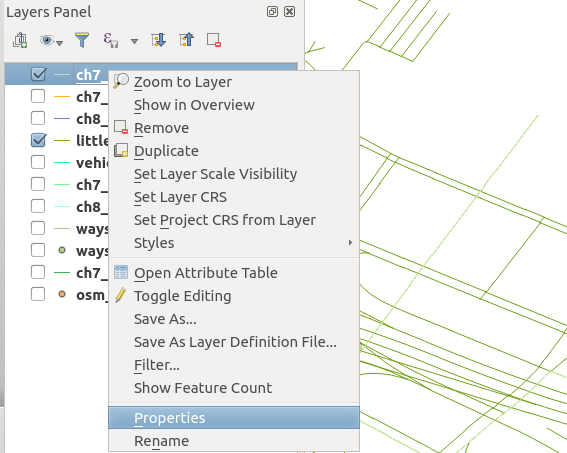 Layers Panel
ch7_
Zoom to Layer
ch7_
Show in Overview
ch8_
Remove
little
Duplicate
vehic
Set Layer Scale Visibility
ch7_
Set Layer CRS
ch8_
Set Project CRS from Layer
ways
Styles
ways
ch7_
Open Attribute Table
osm_
Toggle Editing
Save As...
Save As Layer Definition File...
Filter...
Show Feature Count
Properties
Rename